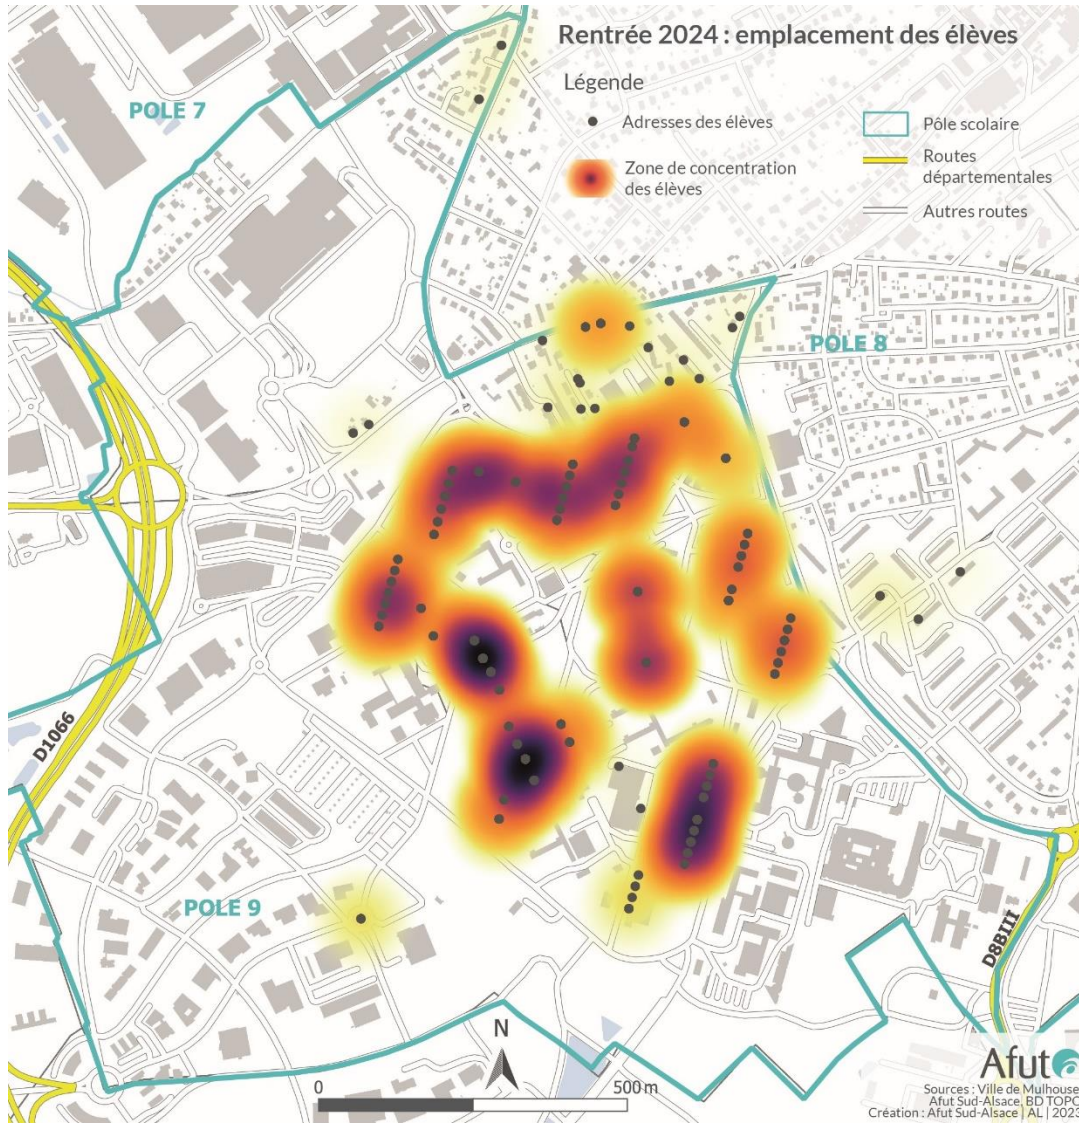 Rentrée 2024 : emplacement des élèves
Légende
Adresses des élèves
Zone de concentration
des élèves
Pôle scolaire
Routes
départementales
Autres routes
POLE 7
POLE 8
D1066
POLE 9
D8BIII
N
0
500 m
Afut
Sources : Ville de Mulhouse
Afut Sud-Alsace, BD TOPO
Création : Afut Sud-Alsace | AL | 2023